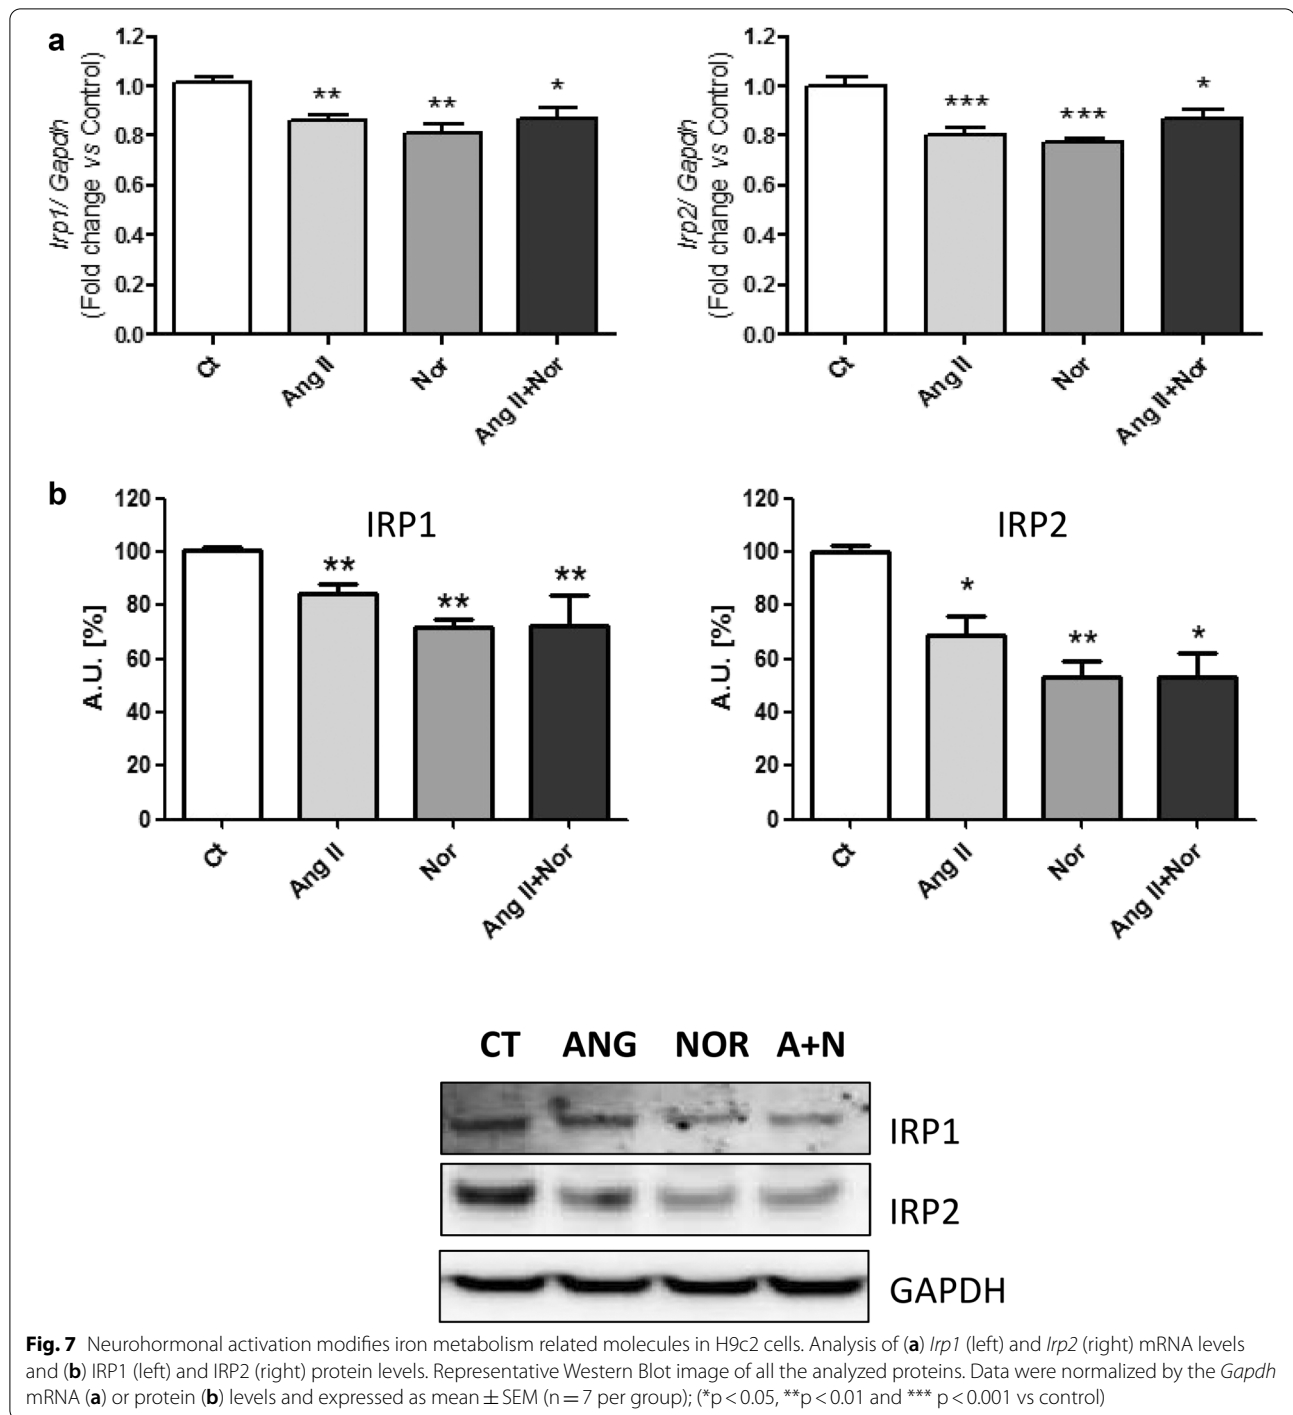 a
1.2
1.0
0.8
0.6
0.4
0.2
0.0
Irp1/ Gapdh
(Fold change vs Control)
**
**
*
Ct
Ang II
Nor
Ang II+Nor
1.2
1.0
0.8
0.6
0.4
0.2
0.0
Irp2/ Gapdh
(Fold change vs Control)
***
***
*
Ct
Ang II
Nor
Ang II+Nor
b
120
100
80
60
40
20
0
A.U. [%]
IRP1
**
**
**
Ct
Ang II
Nor
Ang II+Nor
120
100
80
60
40
20
0
A.U. [%]
IRP2
*
**
*
Ct
Ang II
Nor
Ang II+Nor
CT ANG NOR A+N
IRP1
IRP2
GAPDH
Fig. 7 Neurohormonal activation modifies iron metabolism related molecules in H9c2 cells. Analysis of (a) Irp1 (left) and Irp2 (right) mRNA levels
and (b) IRP1 (left) and IRP2 (right) protein levels. Representative Western Blot image of all the analyzed proteins. Data were normalized by the Gapdh
mRNA (a) or protein (b) levels and expressed as mean ± SEM (n = 7 per group); (*p < 0.05, **p < 0.01 and *** p < 0.001 vs control)